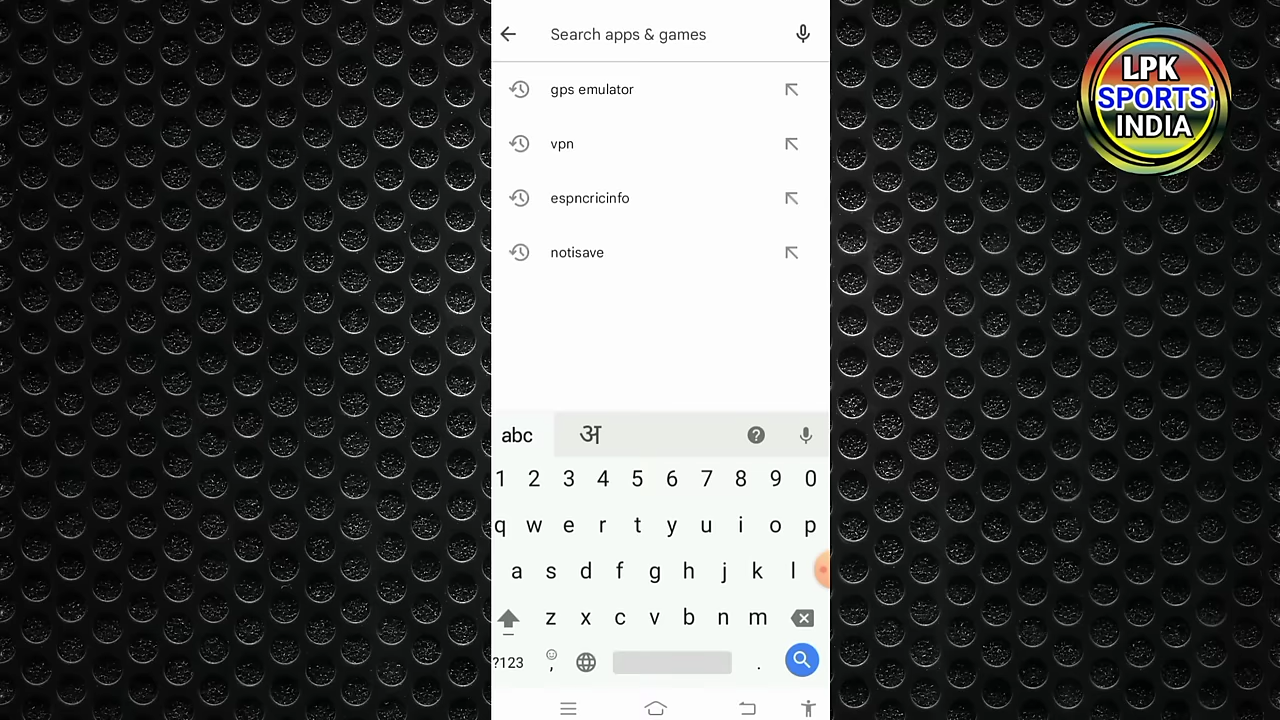 Search apps & games
gps emulator
vpn
espncricinfo
notisave
abc अ
1 2 3 4 5 6 7 8 9 0
q w e r t y u i o p
a s d f g h j k l
z x c v b n m
?123 , .
LPK
SPORTS
INDIA